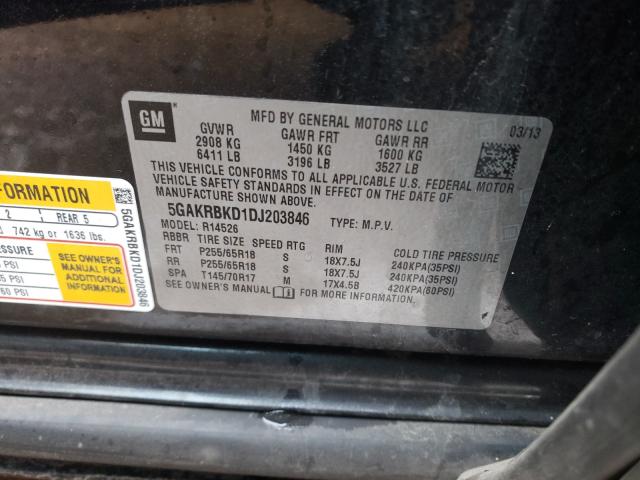 GM
MFD BY GENERAL MOTORS LLC 03/13
GVWR GAWR FRT GAWR RR
2908 KG 1450 KG 1600 KG
6411 LB 3196 LB 3527 LB
THIS VEHICLE CONFORMS TO ALL APPLICABLE U.S. FEDERAL MOTOR
VEHICLE SAFETY STANDARDS IN EFFECT ON THE DATE OF
MANUFACTURE SHOWN ABOVE.
5GAKRBKD1DJ203846 TYPE: M.P.V.
MODEL: R14526
RBBR TIRE SIZE SPEED RTG RIM COLD TIRE PRESSURE
FRT P255/65R18 S 18X7.5J 240KPA(35PSI)
RR P255/65R18 S 18X7.5J 240KPA(35PSI)
SPA T145/70R17 M 17X4.5B 420KPA(60PSI)
SEE OWNER'S MANUAL FOR MORE INFORMATION.
FORMATION
2 REAR 5
742 kg or 1636 lbs.
SEE OWNER'S
MANUAL FOR
ADDITIONAL
INFORMATION
PSI
PSI
60 PSI
5GAKRBKD1DJ203846